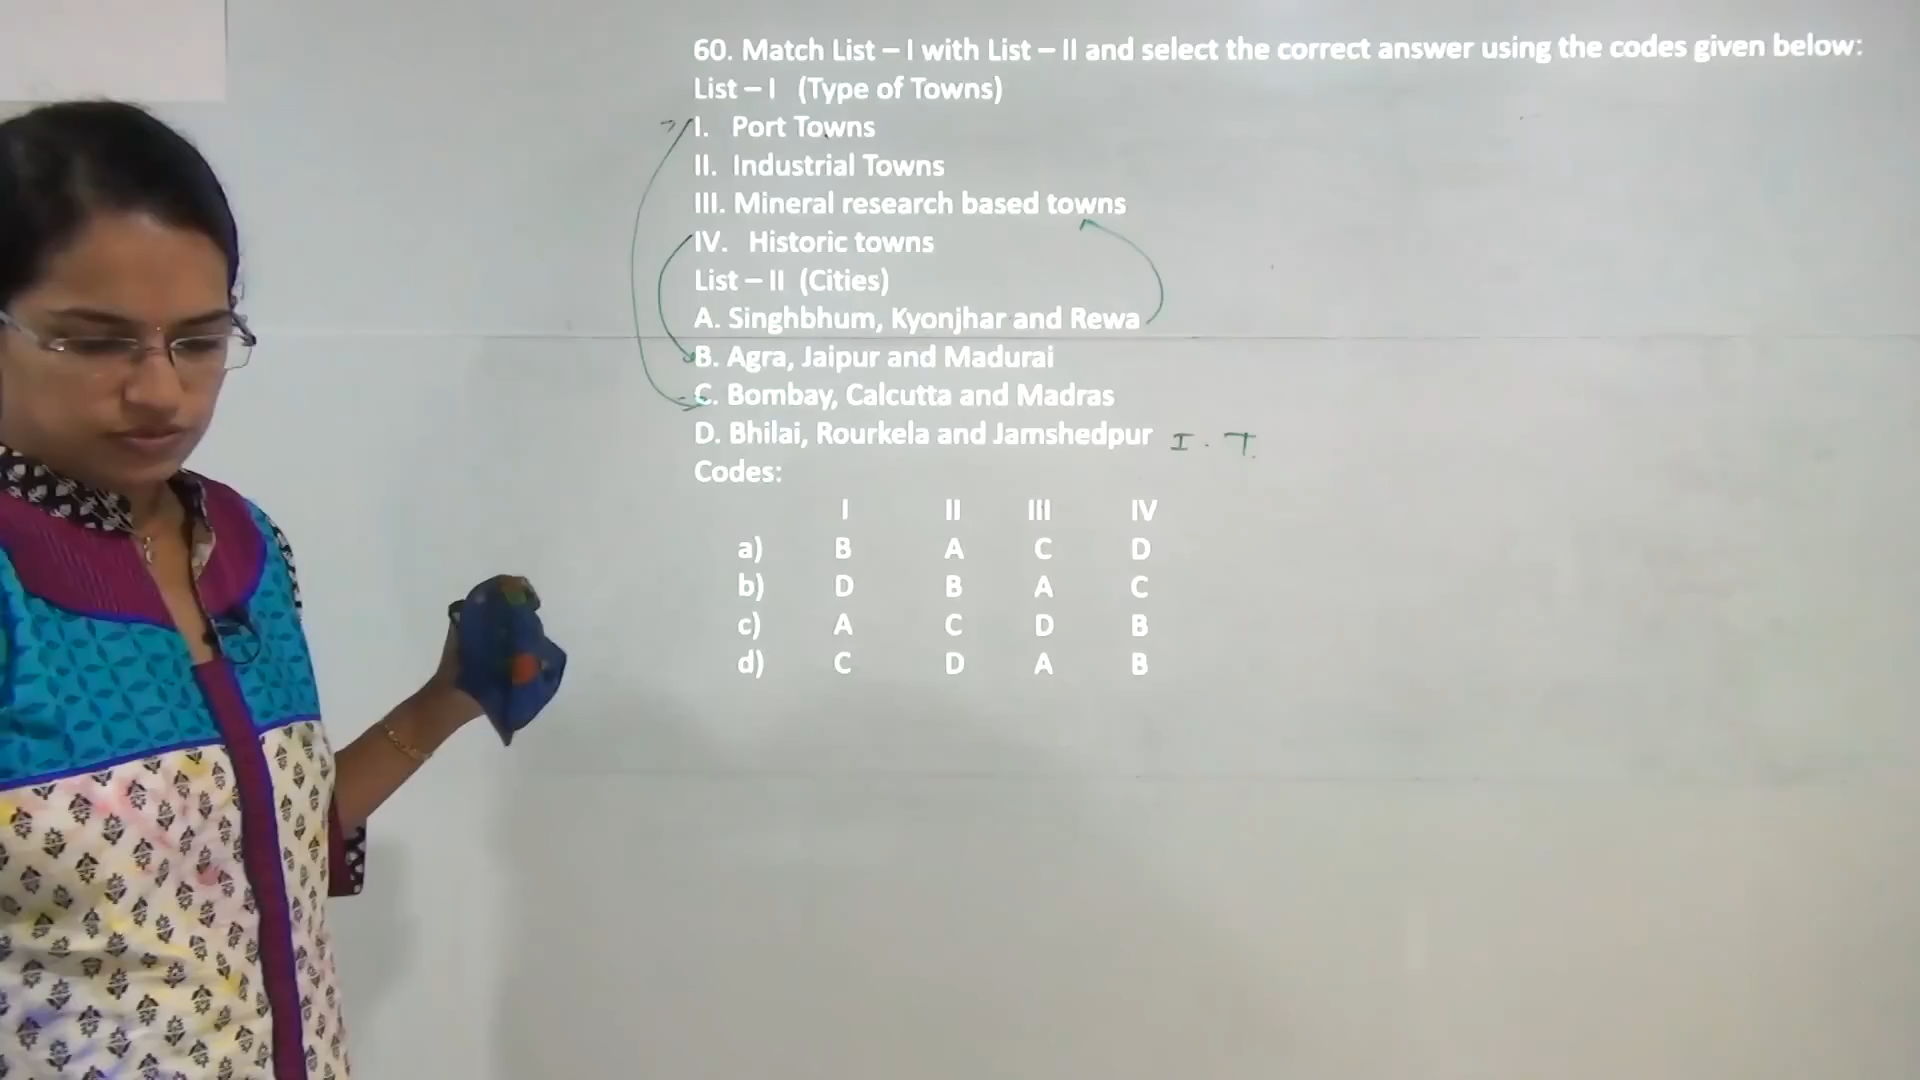 60. Match List – I with List – II and select the correct answer using the codes given below:
List – I (Type of Towns)
I. Port Towns
II. Industrial Towns
III. Mineral research based towns
IV. Historic towns
List – II (Cities)
A. Singhbhum, Kyonjhar and Rewa
B. Agra, Jaipur and Madurai
C. Bombay, Calcutta and Madras
D. Bhilai, Rourkela and Jamshedpur I. T.
Codes:
I II III IV
a) B A C D
b) D B A C
c) A C D B
d) C D A B